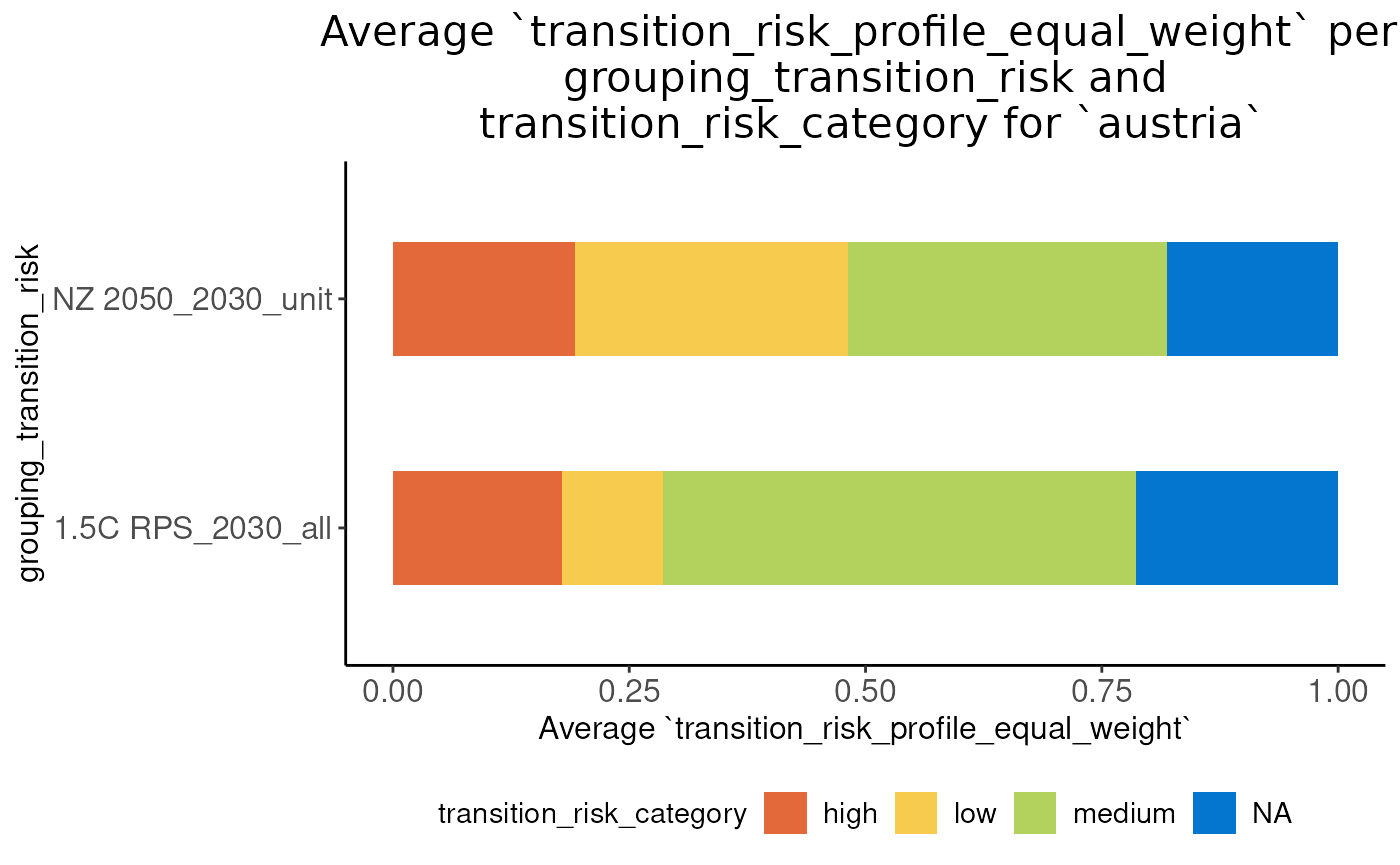 Average `transition_risk_profile_equal_weight` per
grouping_transition_risk and
transition_risk_category for `austria`
grouping_transition_risk
NZ 2050_2030_unit
1.5C RPS_2030_all
0.00 0.25 0.50 0.75 1.00
Average `transition_risk_profile_equal_weight`
transition_risk_category high low medium NA